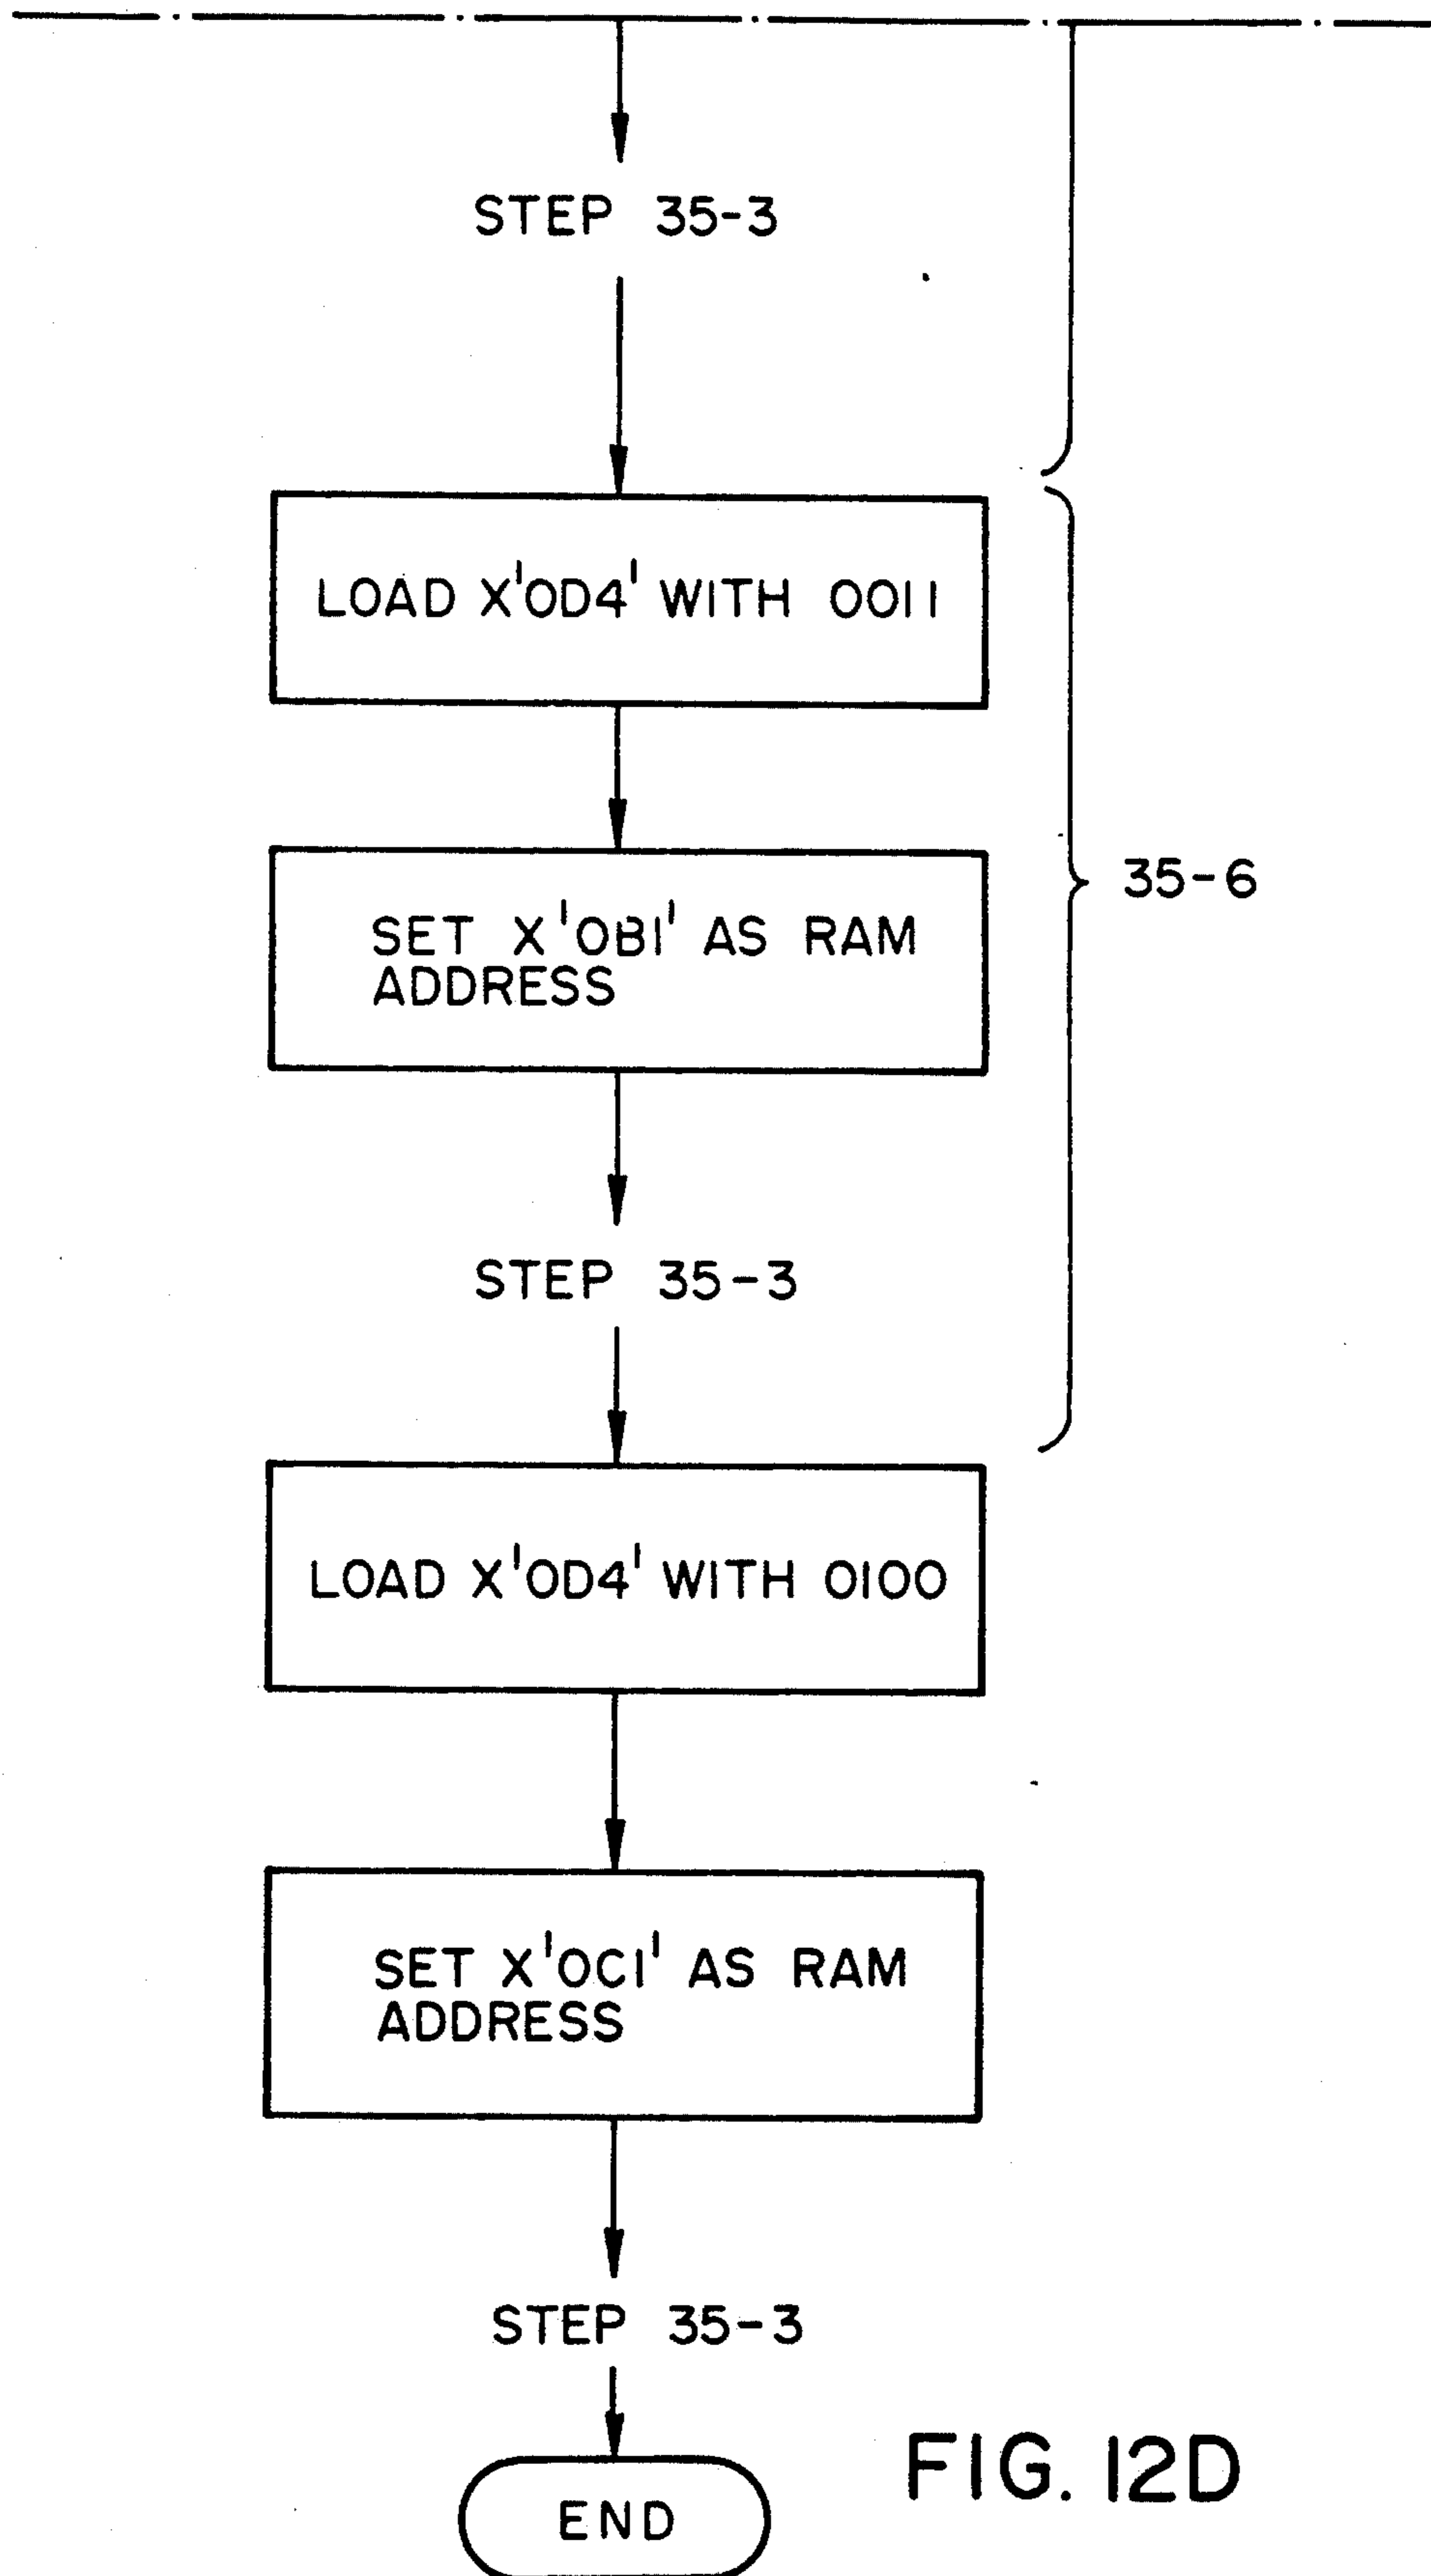 STEP 35-3
LOAD X'0D4' WITH 0011
SET X'0B1' AS RAM
ADDRESS
35-6
STEP 35-3
LOAD X'0D4' WITH 0100
SET X'0C1' AS RAM
ADDRESS
STEP 35-3
END
FIG. 12D